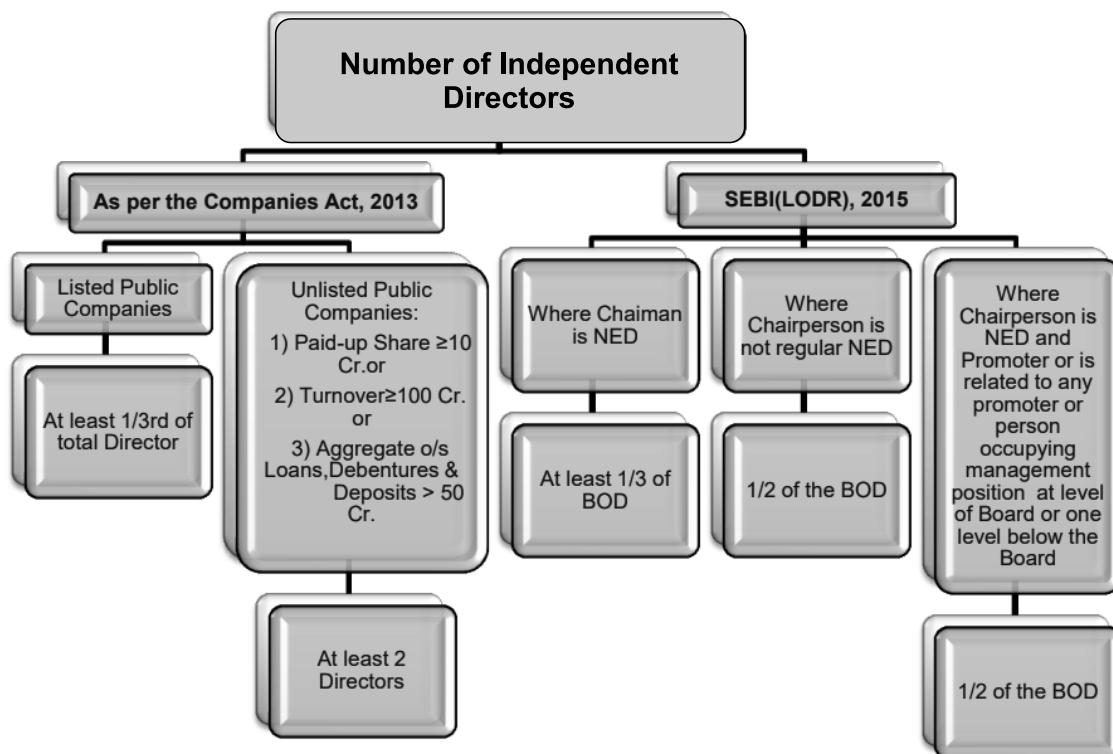 Number of Independent
Directors
As per the Companies Act, 2013
Listed Public
Companies
At least 1/3rd of
total Director
Unlisted Public
Companies:
1) Paid-up Share ≥10
Cr.or
2) Turnover≥100 Cr.
or
3) Aggregate o/s
Loans,Debentures &
Deposits > 50
Cr.
At least 2
Directors
SEBI(LODR), 2015
Where Chaiman
is NED
At least 1/3 of
BOD
Where
Chairperson is
not regular NED
1/2 of the BOD
Where
Chairperson is
NED and
Promoter or is
related to any
promoter or
person
occupying
management
position at level
of Board or one
level below the
Board
1/2 of the BOD